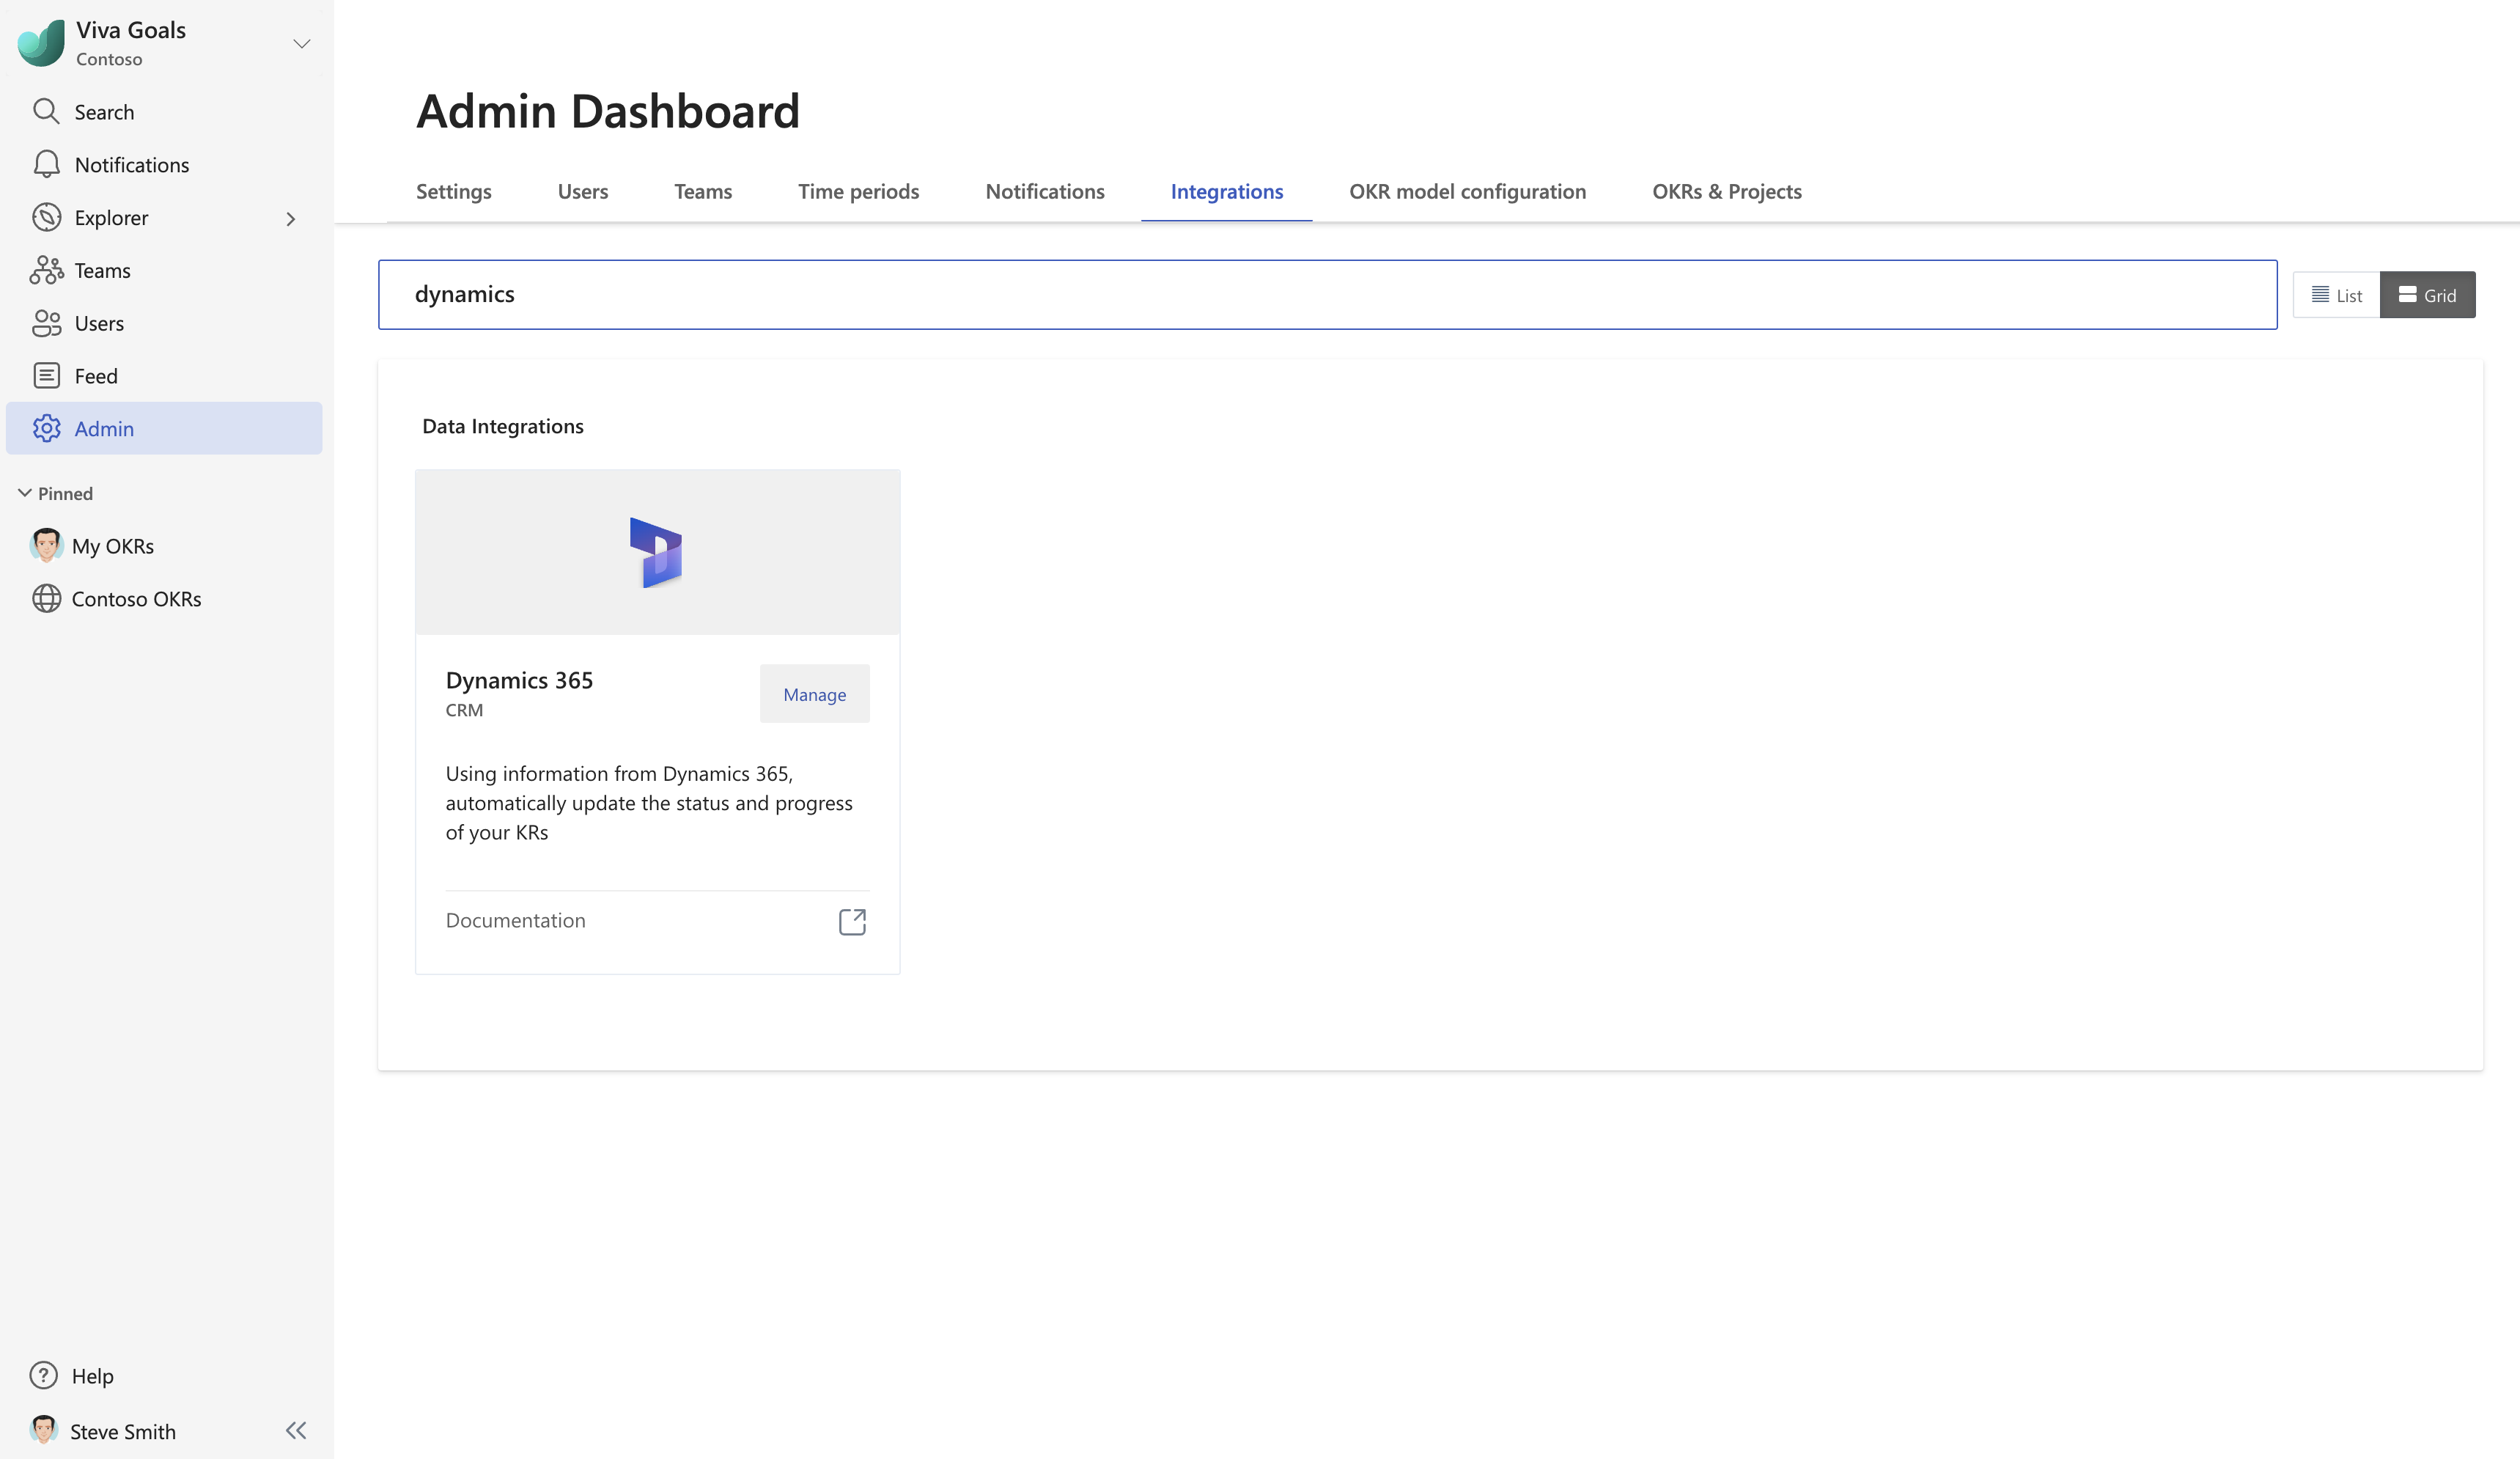 Viva Goals
Contoso
Search
Notifications
Explorer
Teams
Users
Feed
Admin
Pinned
My OKRs
Contoso OKRs
Help
Steve Smith
Admin Dashboard
Settings Users Teams Time periods Notifications Integrations OKR model configuration OKRs & Projects
dynamics
List Grid
Data Integrations
Dynamics 365
CRM
Manage
Using information from Dynamics 365,
automatically update the status and progress
of your KRs
Documentation